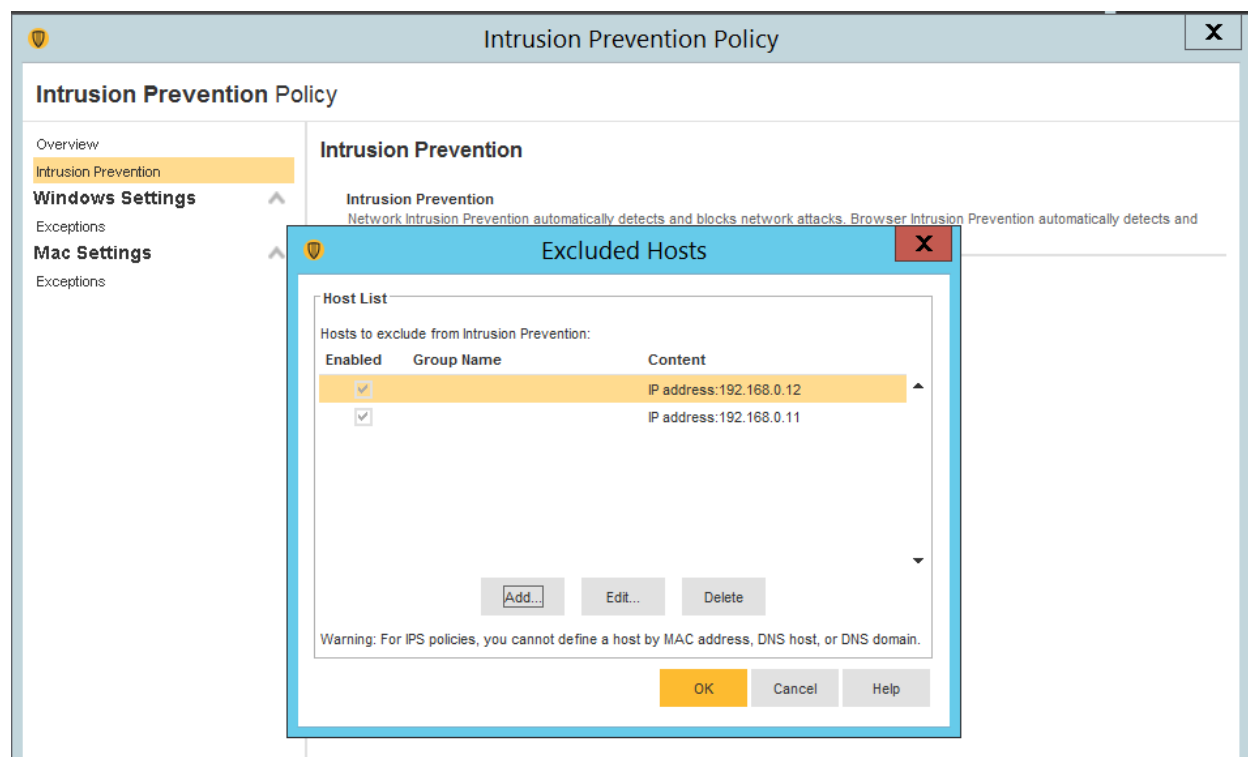 Intrusion Prevention Policy
X
Intrusion Prevention Policy
Overview
Intrusion Prevention
Windows Settings
Exceptions
Mac Settings
Exceptions
Intrusion Prevention
Intrusion Prevention
Network Intrusion Prevention automatically detects and blocks network attacks. Browser Intrusion Prevention automatically detects and
Excluded Hosts
X
Host List
Hosts to exclude from Intrusion Prevention:
Enabled Group Name Content
IP address:192.168.0.12
IP address:192.168.0.11
Add... Edit... Delete
Warning: For IPS policies, you cannot define a host by MAC address, DNS host, or DNS domain.
OK Cancel Help